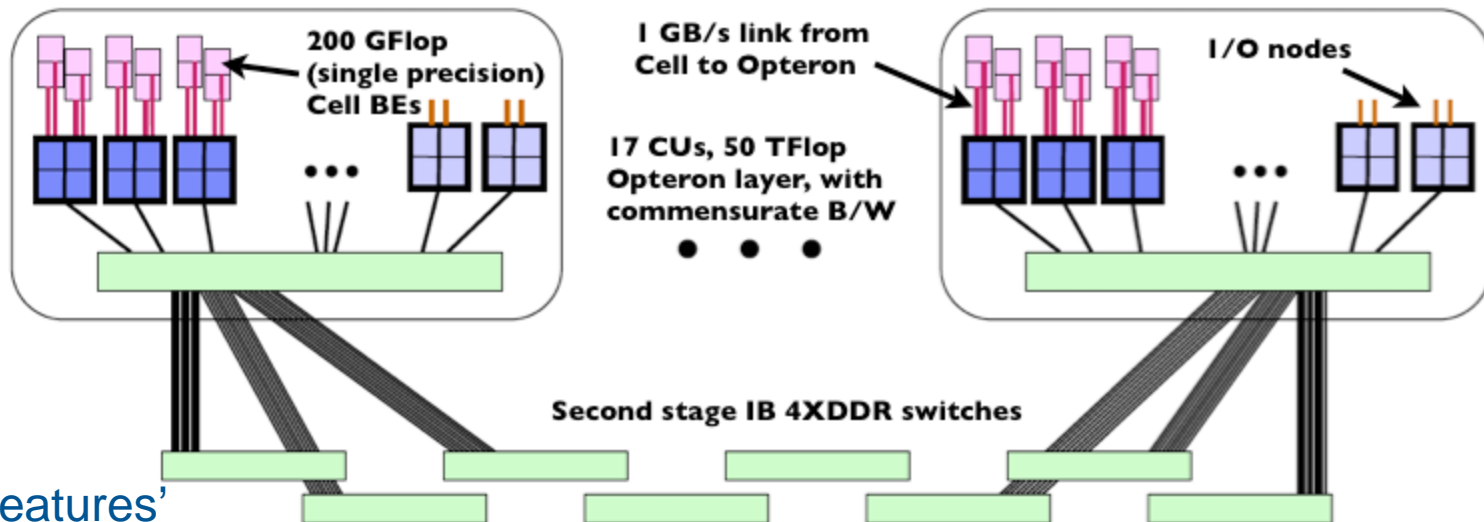 200 GFlop
(single precision)
Cell BEs
1 GB/s link from
Cell to Opteron
I/O nodes
17 CUs, 50 TFlop
Opteron layer, with
commensurate B/W
Second stage IB 4XDDR switches
eatures’